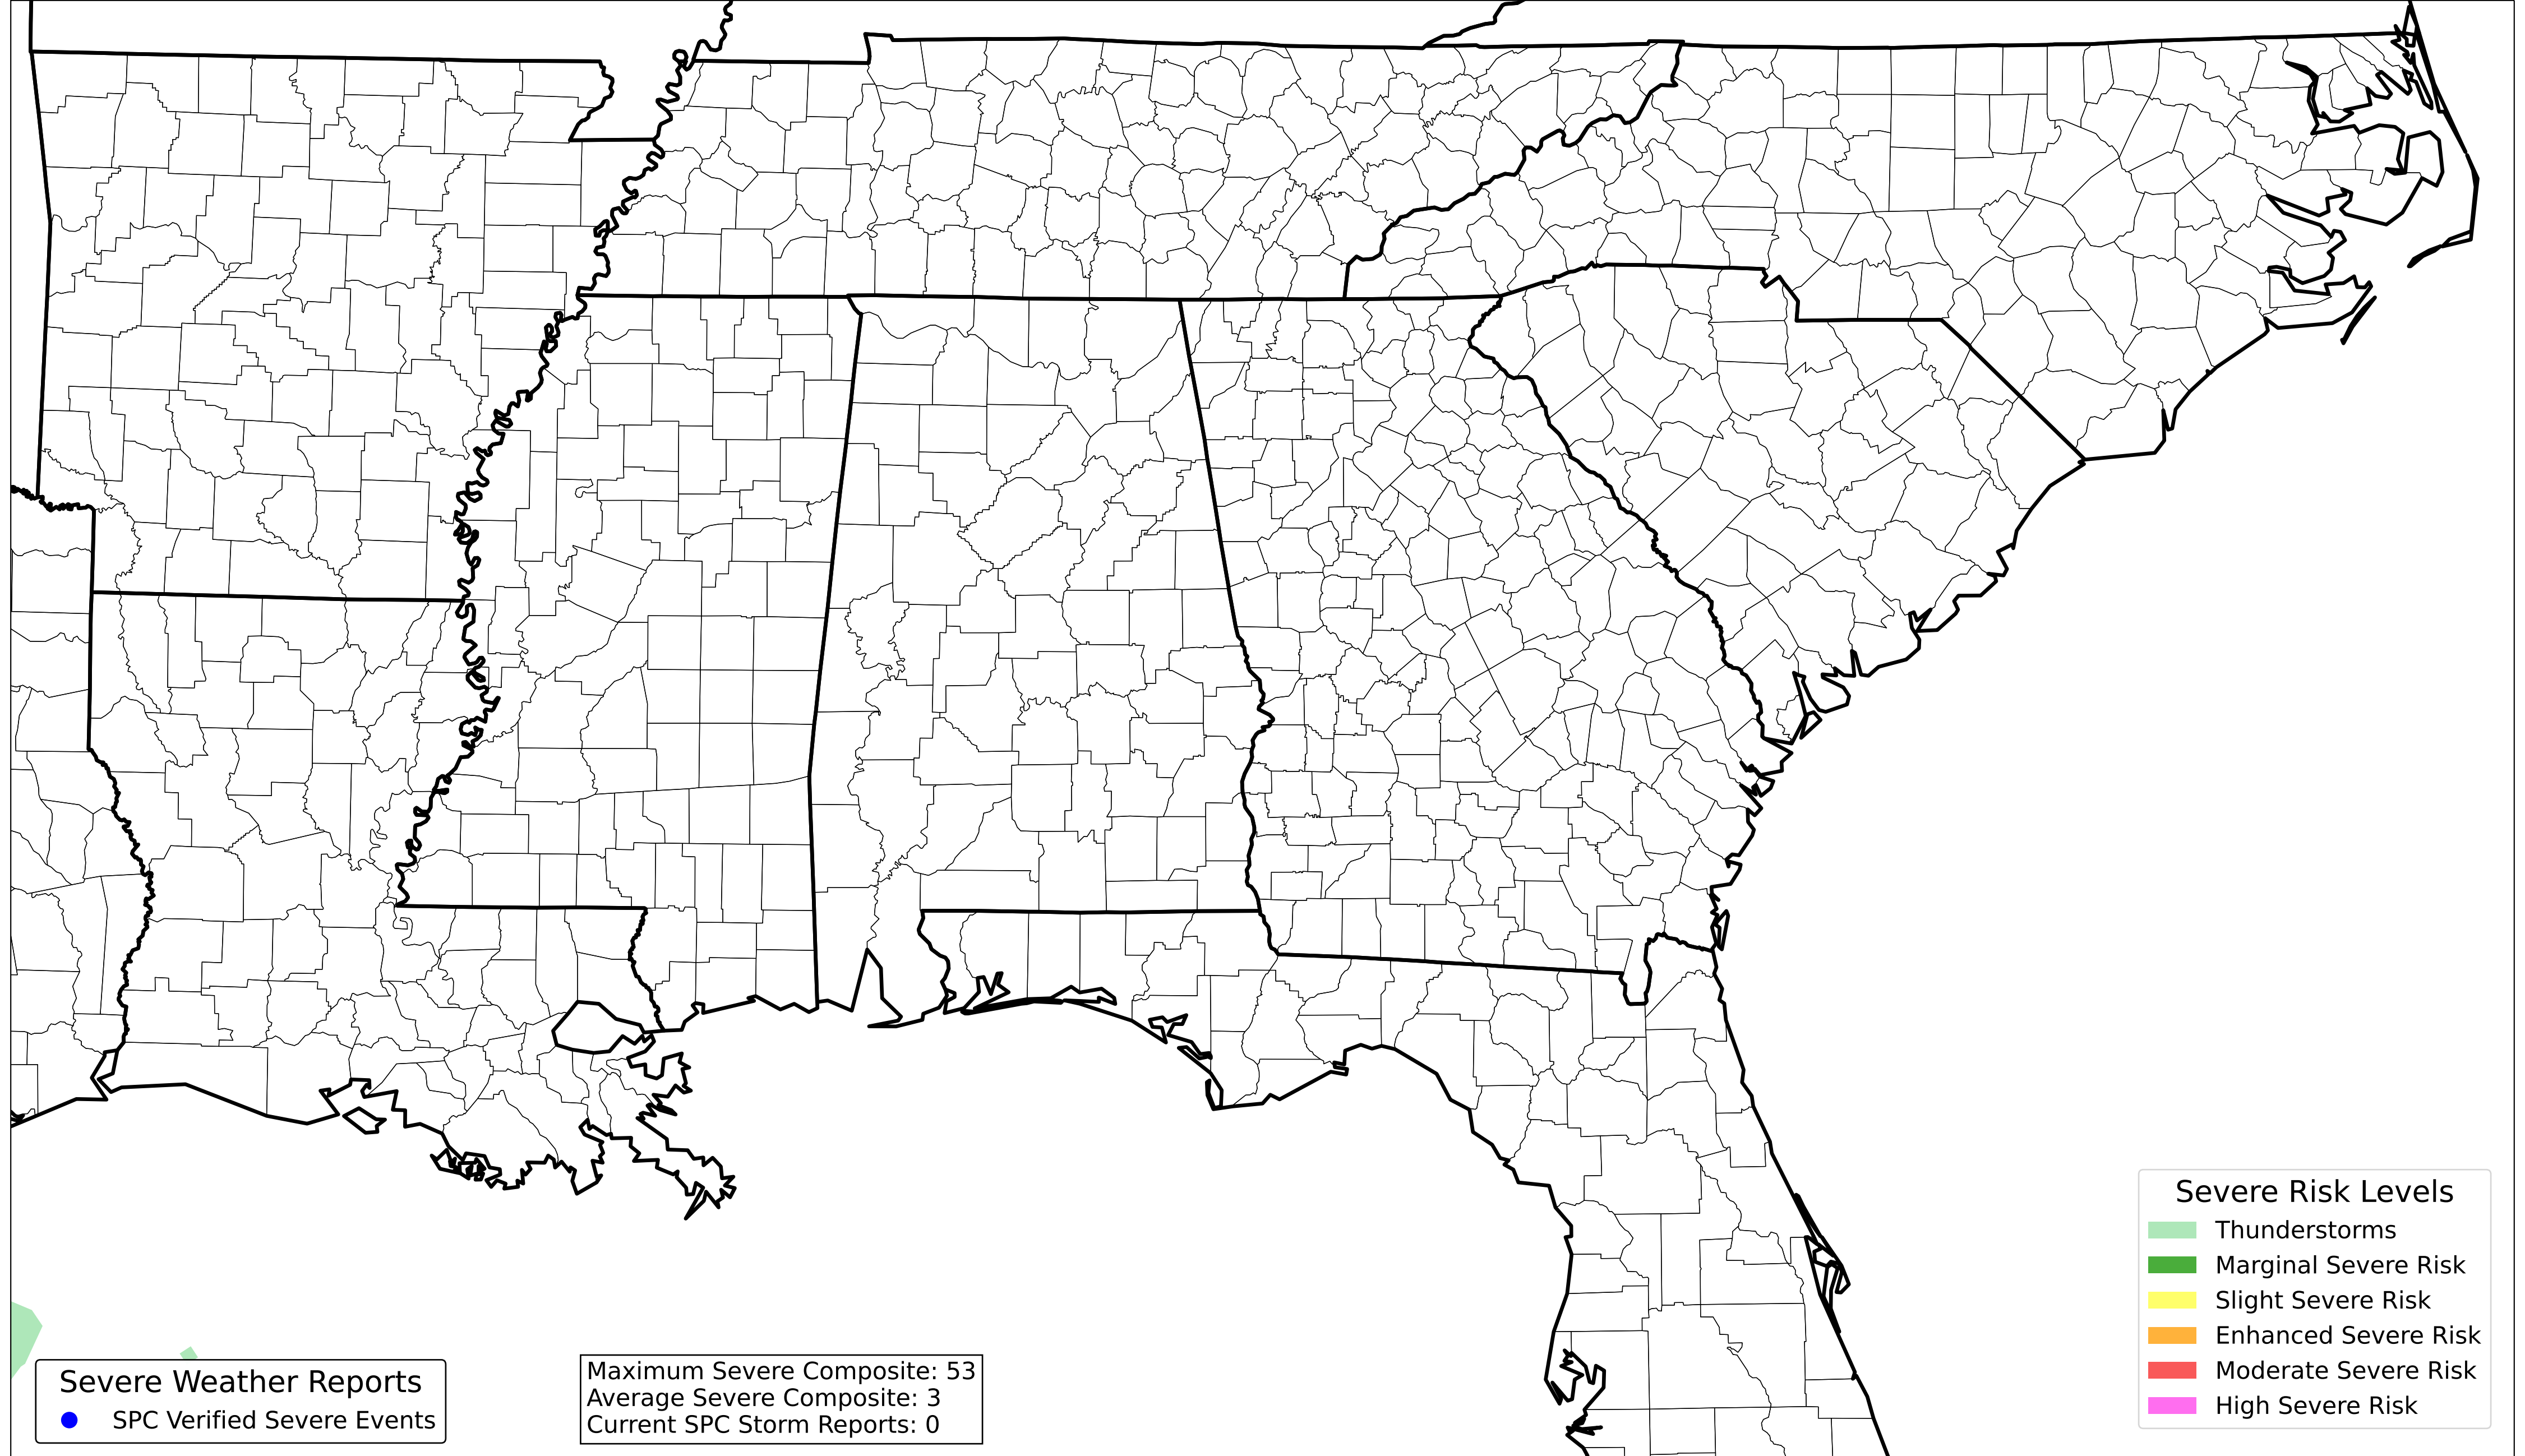 Severe Weather Reports
SPC Verified Severe Events
Maximum Severe Composite: 53
Average Severe Composite: 3
Current SPC Storm Reports: 0
Severe Risk Levels
Thunderstorms
Marginal Severe Risk
Slight Severe Risk
Enhanced Severe Risk
Moderate Severe Risk
High Severe Risk